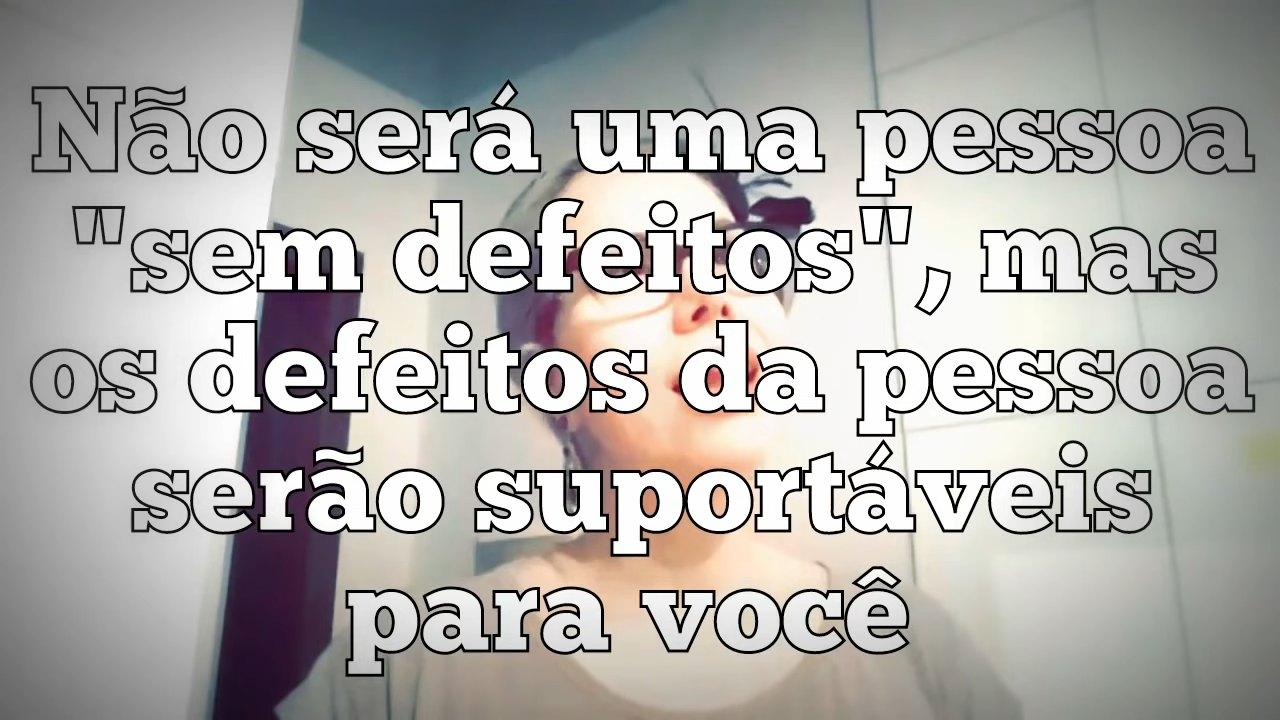 Não será uma pessoa
"sem defeitos", mas
os defeitos da pessoa
serão suportáveis
para você